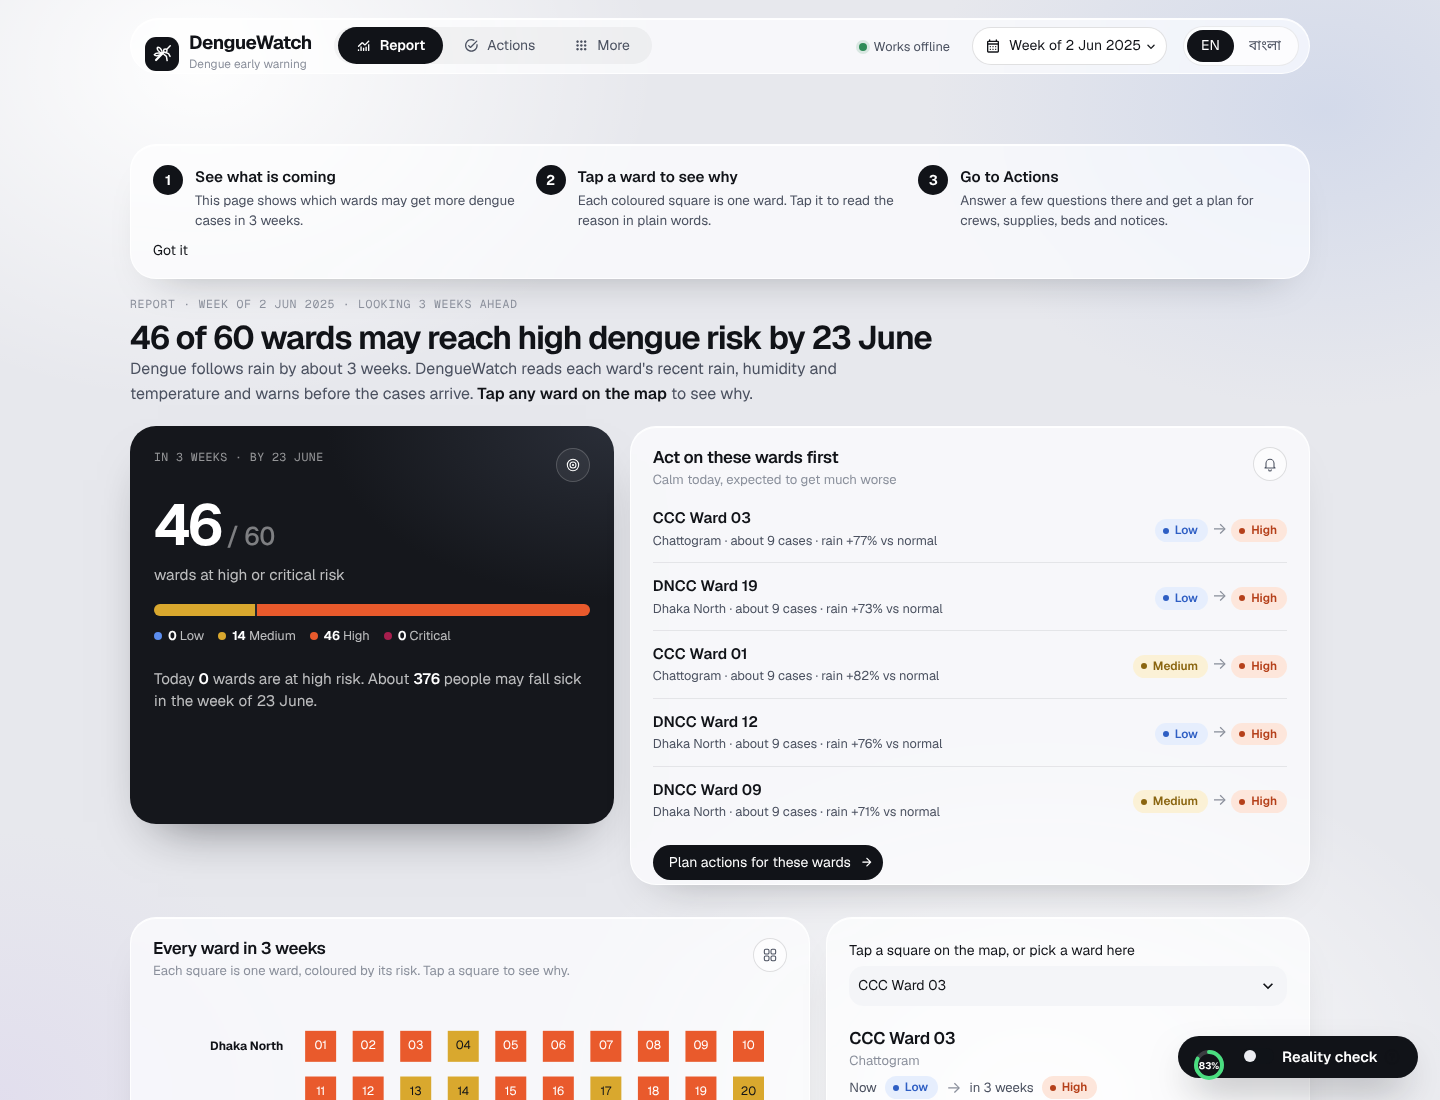 DengueWatch
Dengue early warning
Report
Actions
More
Works offline
Week of 2 Jun 2025
EN
বাংলা
1
See what is coming
This page shows which wards may get more dengue
cases in 3 weeks.
2
Tap a ward to see why
Each coloured square is one ward. Tap it to read the
reason in plain words.
3
Go to Actions
Answer a few questions there and get a plan for
crews, supplies, beds and notices.
Got it
REPORT · WEEK OF 2 JUN 2025 · LOOKING 3 WEEKS AHEAD
46 of 60 wards may reach high dengue risk by 23 June
Dengue follows rain by about 3 weeks. DengueWatch reads each ward's recent rain, humidity and
temperature and warns before the cases arrive. Tap any ward on the map to see why.
IN 3 WEEKS · BY 23 JUNE
46 / 60
wards at high or critical risk
0 Low 14 Medium 46 High 0 Critical
Today 0 wards are at high risk. About 376 people may fall sick
in the week of 23 June.
Act on these wards first
Calm today, expected to get much worse
CCC Ward 03
Chattogram · about 9 cases · rain +77% vs normal
Low → High
DNCC Ward 19
Dhaka North · about 9 cases · rain +73% vs normal
Low → High
CCC Ward 01
Chattogram · about 9 cases · rain +82% vs normal
Medium → High
DNCC Ward 12
Dhaka North · about 9 cases · rain +76% vs normal
Low → High
DNCC Ward 09
Dhaka North · about 9 cases · rain +71% vs normal
Medium → High
Plan actions for these wards →
Every ward in 3 weeks
Each square is one ward, coloured by its risk. Tap a square to see why.
Dhaka North 01 02 03 04 05 06 07 08 09 10
11 12 13 14 15 16 17 18 19 20
Tap a square on the map, or pick a ward here
CCC Ward 03
CCC Ward 03
Chattogram
Now Low → in 3 weeks High
83%
Reality check